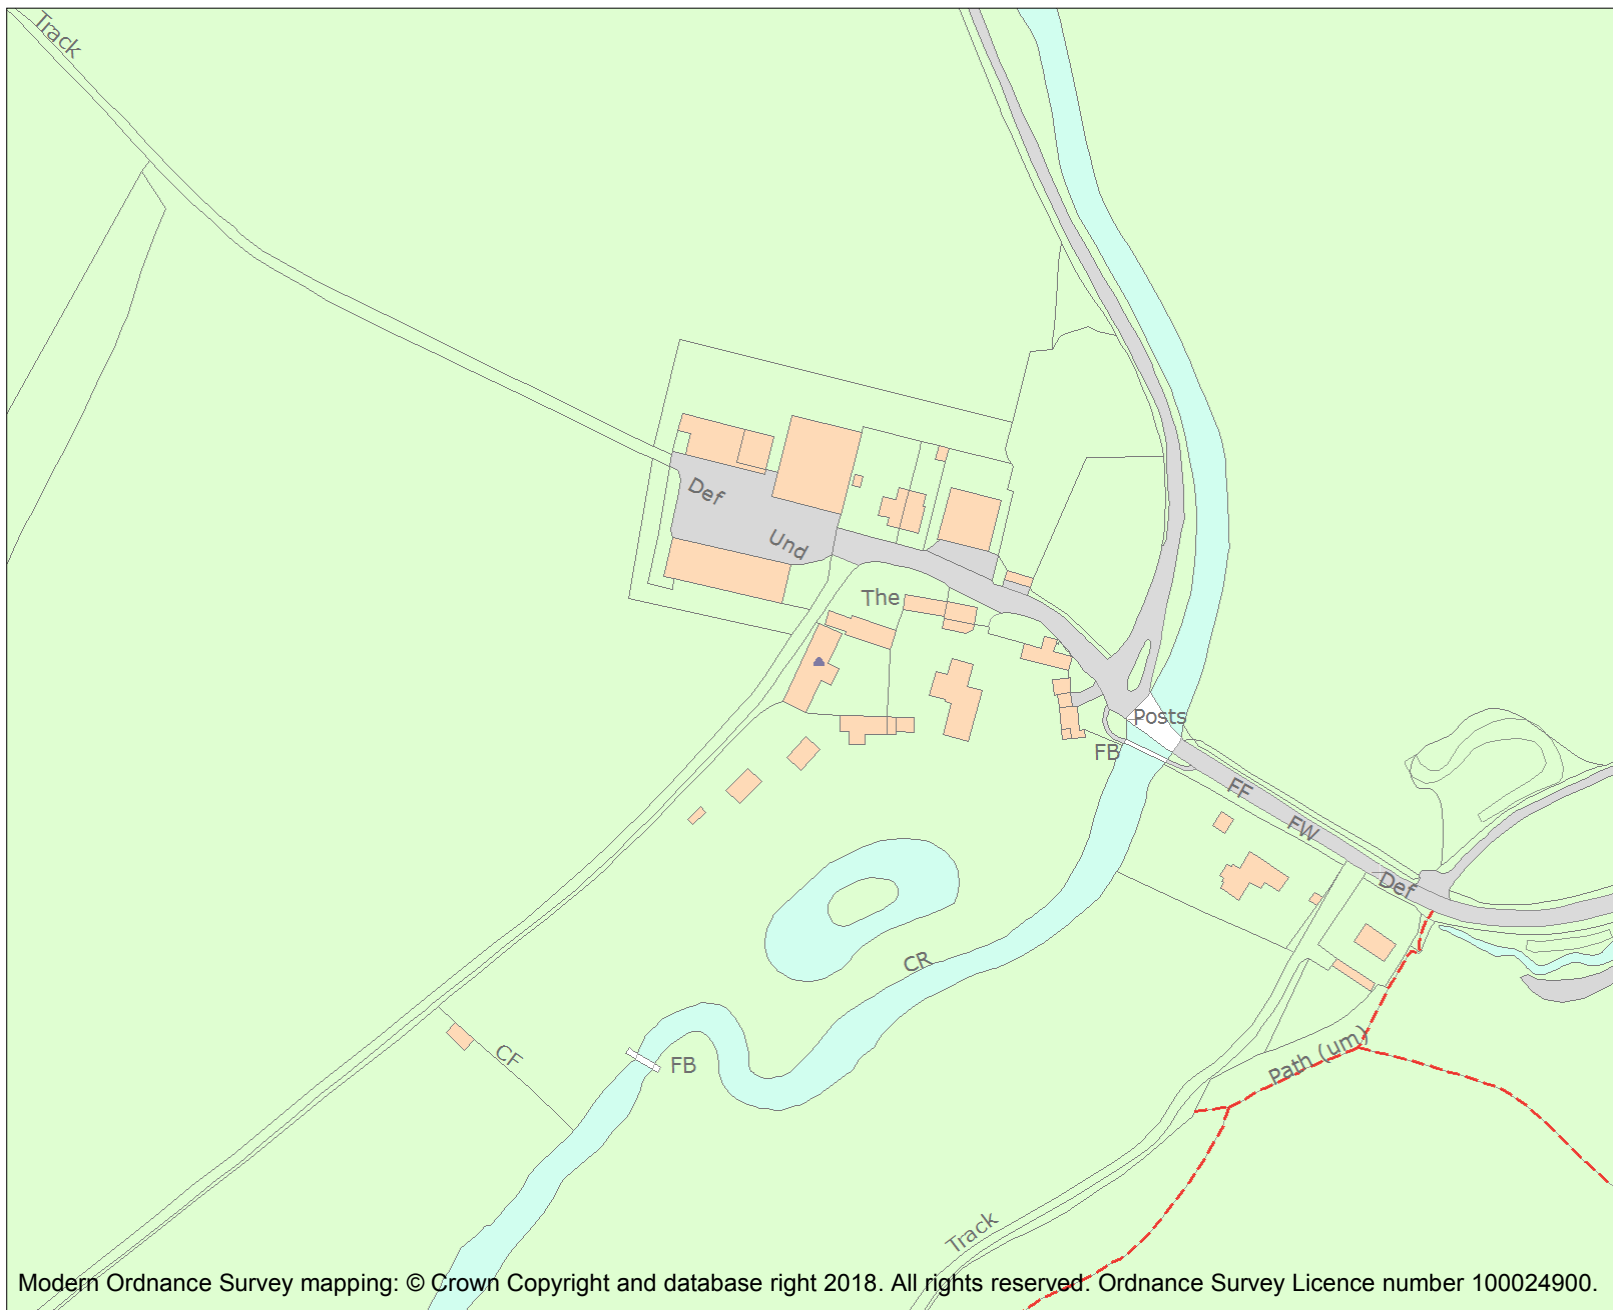 Track
Def
Und
The
Posts
FB
FF
FW
Def
CR
CF
FB
Path (um)
Track
Modern Ordnance Survey mapping: © Crown Copyright and database right 2018. All rights reserved. Ordnance Survey Licence number 100024900.